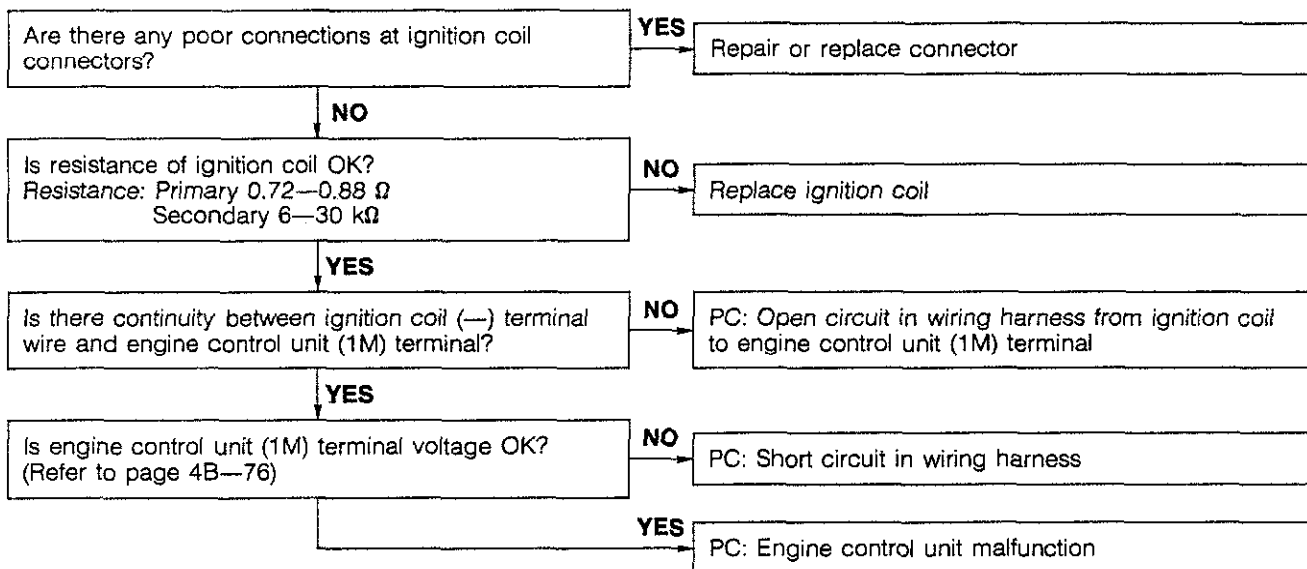 Are there any poor connections at ignition coil
connectors?
YES
Repair or replace connector
NO
Is resistance of ignition coil OK?
Resistance: Primary 0.72—0.88 Ω
Secondary 6—30 kΩ
NO
Replace ignition coil
YES
Is there continuity between ignition coil (—) terminal
wire and engine control unit (1M) terminal?
NO
PC: Open circuit in wiring harness from ignition coil
to engine control unit (1M) terminal
YES
Is engine control unit (1M) terminal voltage OK?
(Refer to page 4B—76)
NO
PC: Short circuit in wiring harness
YES
PC: Engine control unit malfunction